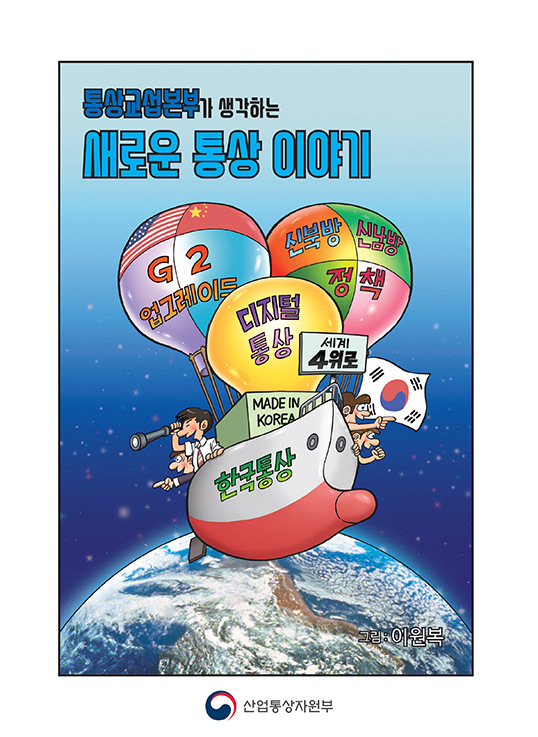 통상교섭본부가 생각하는
새로운 통상 이야기
G2
업그레이드
신북방 신남방
정책
디지털
통상
세계
4위로
MADE IN
KOREA
한국통상
그림 : 이원복
산업통상자원부